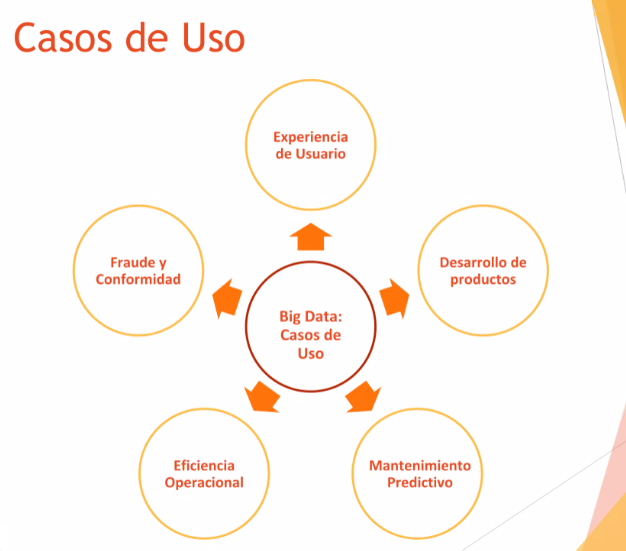 Casos de Uso
Experiencia
de Usuario
Fraude y
Conformidad
Desarrollo de
productos
Big Data:
Casos de
Uso
Eficiencia
Operacional
Mantenimiento
Predictivo